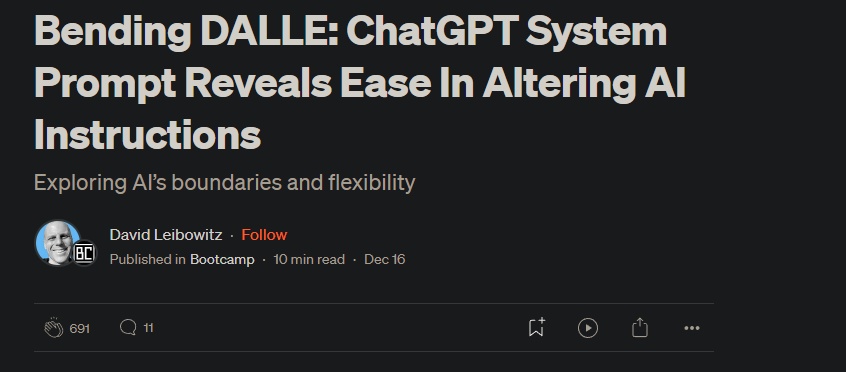 Bending DALLE: ChatGPT System
Prompt Reveals Ease In Altering AI
Instructions
Exploring AI's boundaries and flexibility
David Leibowitz · Follow
BC
Published in Bootcamp · 10 min read · Dec 16
691 11